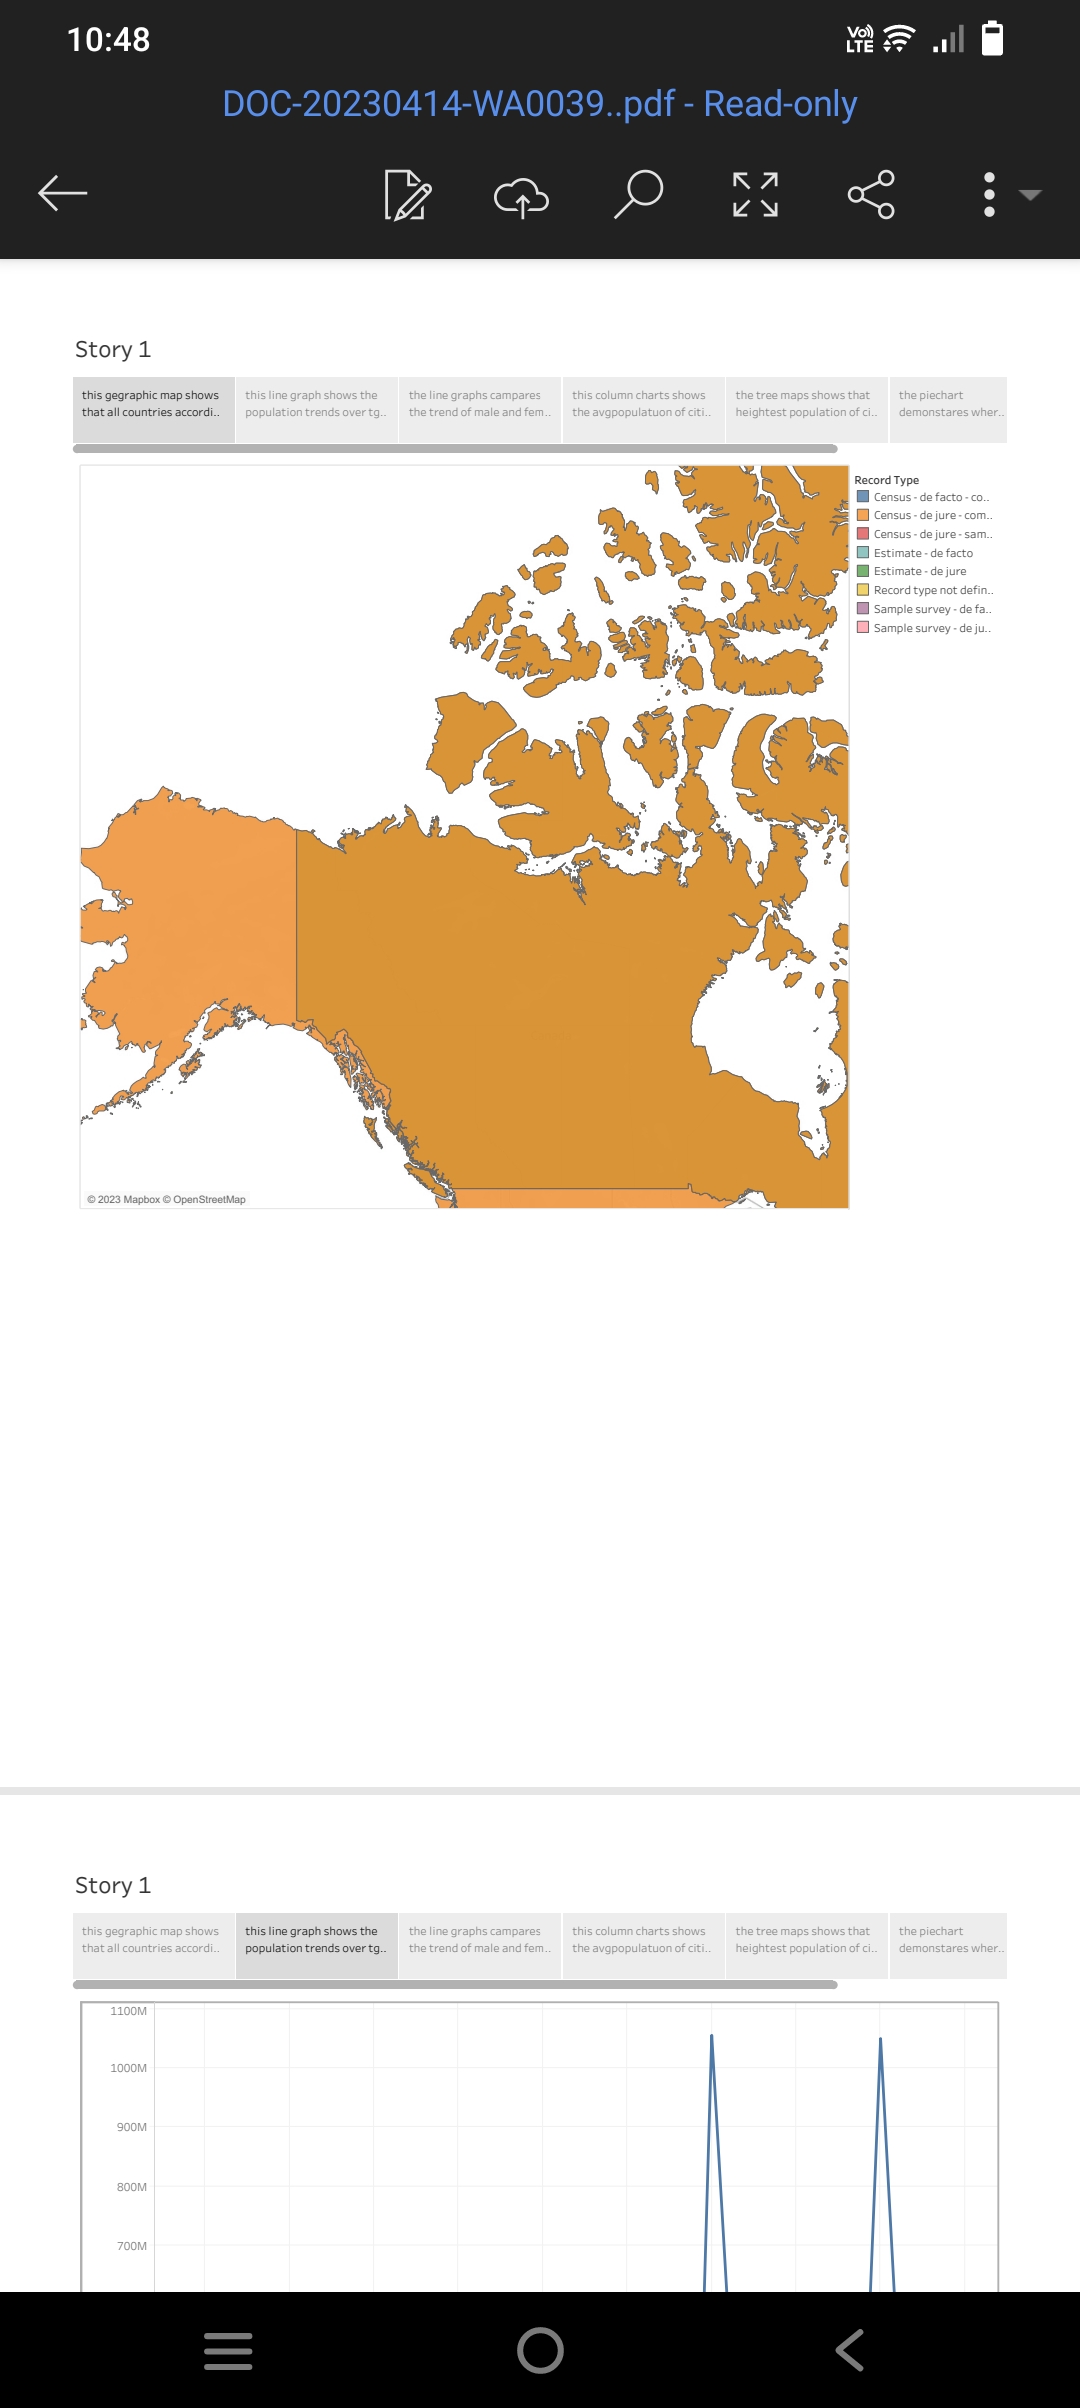 10:48
Vo)) LTE
DOC-20230414-WA0039..pdf - Read-only
Story 1
this gegraphic map shows
that all countries accordi..
this line graph shows the
population trends over tg..
the line graphs campares
the trend of male and fem..
this column charts shows
the avgpopulatuon of citi..
the tree maps shows that
heightest population of ci..
the piechart
demonstares wher..
Record Type
Census - de facto - co..
Census - de jure - com..
Census - de jure - sam..
Estimate - de facto
Estimate - de jure
Record type not defin..
Sample survey - de fa..
Sample survey - de ju..
© 2023 Mapbox © OpenStreetMap
Story 1
this gegraphic map shows
that all countries accordi..
this line graph shows the
population trends over tg..
the line graphs campares
the trend of male and fem..
this column charts shows
the avgpopulatuon of citi..
the tree maps shows that
heightest population of ci..
the piechart
demonstares wher..
1100M
1000M
900M
800M
700M